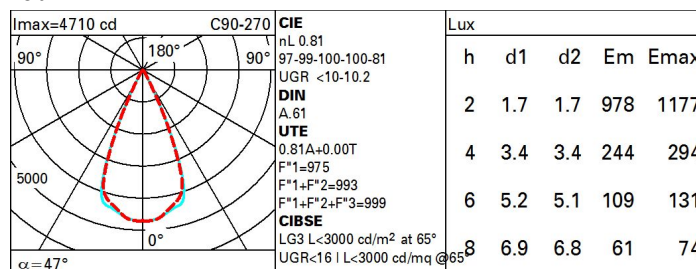 Imax=4710 cd C90-270
90° 180° 90°
5000
0°
α=47°
CIE
nL 0.81
97-99-100-100-81
UGR <10-10.2
DIN
A.61
UTE
0.81A+0.00T
F"1=975
F"1+F"2=993
F"1+F"2+F"3=999
CIBSE
LG3 L<3000 cd/m² at 65°
UGR<16 | L<3000 cd/mq @65°
Lux
h d1 d2 Em Emax
2 1.7 1.7 978 1177
4 3.4 3.4 244 294
6 5.2 5.1 109 131
8 6.9 6.8 61 74